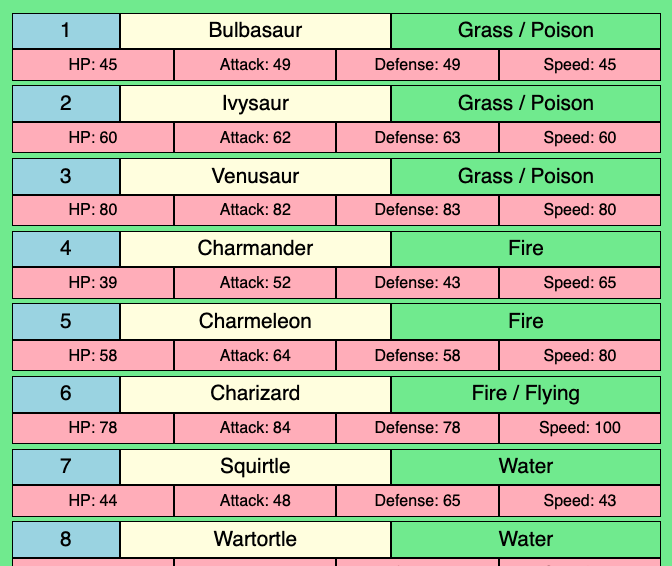 1 Bulbasaur Grass / Poison
HP: 45 Attack: 49 Defense: 49 Speed: 45
2 Ivysaur Grass / Poison
HP: 60 Attack: 62 Defense: 63 Speed: 60
3 Venusaur Grass / Poison
HP: 80 Attack: 82 Defense: 83 Speed: 80
4 Charmander Fire
HP: 39 Attack: 52 Defense: 43 Speed: 65
5 Charmeleon Fire
HP: 58 Attack: 64 Defense: 58 Speed: 80
6 Charizard Fire / Flying
HP: 78 Attack: 84 Defense: 78 Speed: 100
7 Squirtle Water
HP: 44 Attack: 48 Defense: 65 Speed: 43
8 Wartortle Water